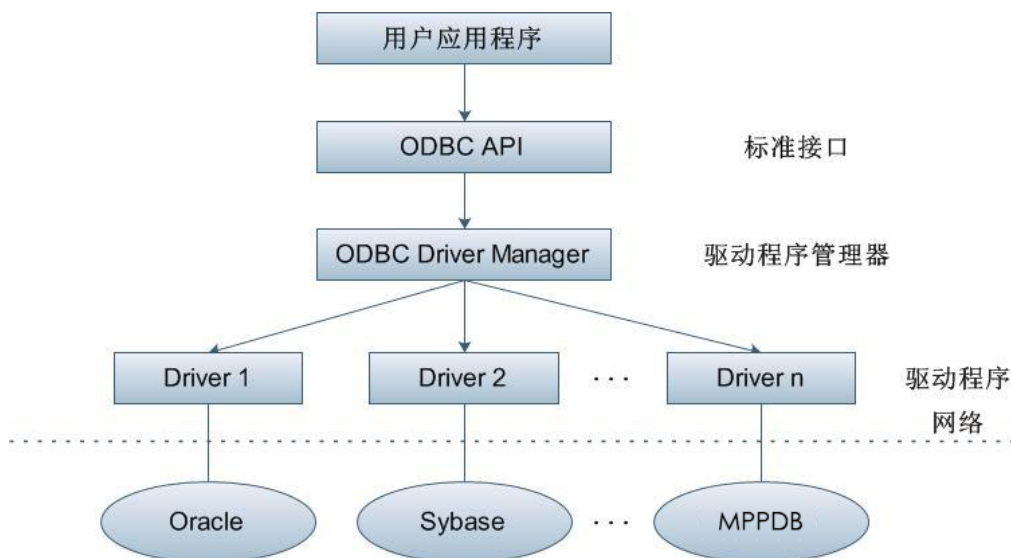 用户应用程序
ODBC API
标准接口
ODBC Driver Manager
驱动程序管理器
Driver 1
Driver 2
· · ·
Driver n
驱动程序
网络
Oracle
Sybase
· · ·
MPPDB